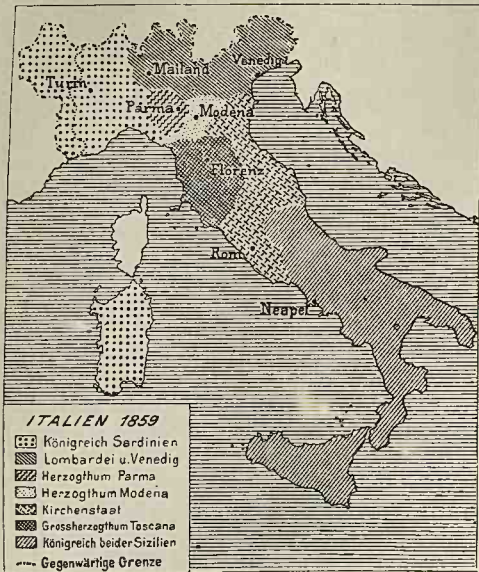 Turin
Mailand
Venedig
Parma
Modena
Florenz
Rom
Neapel
ITALIEN 1859
Königreich Sardinien
Lombardei u. Venedig
Herzogthum Parma
Herzogthum Modena
Kirchenstaat
Grossherzogthum Toscana
Königreich beider Sizilien
Gegenwärtige Grenze